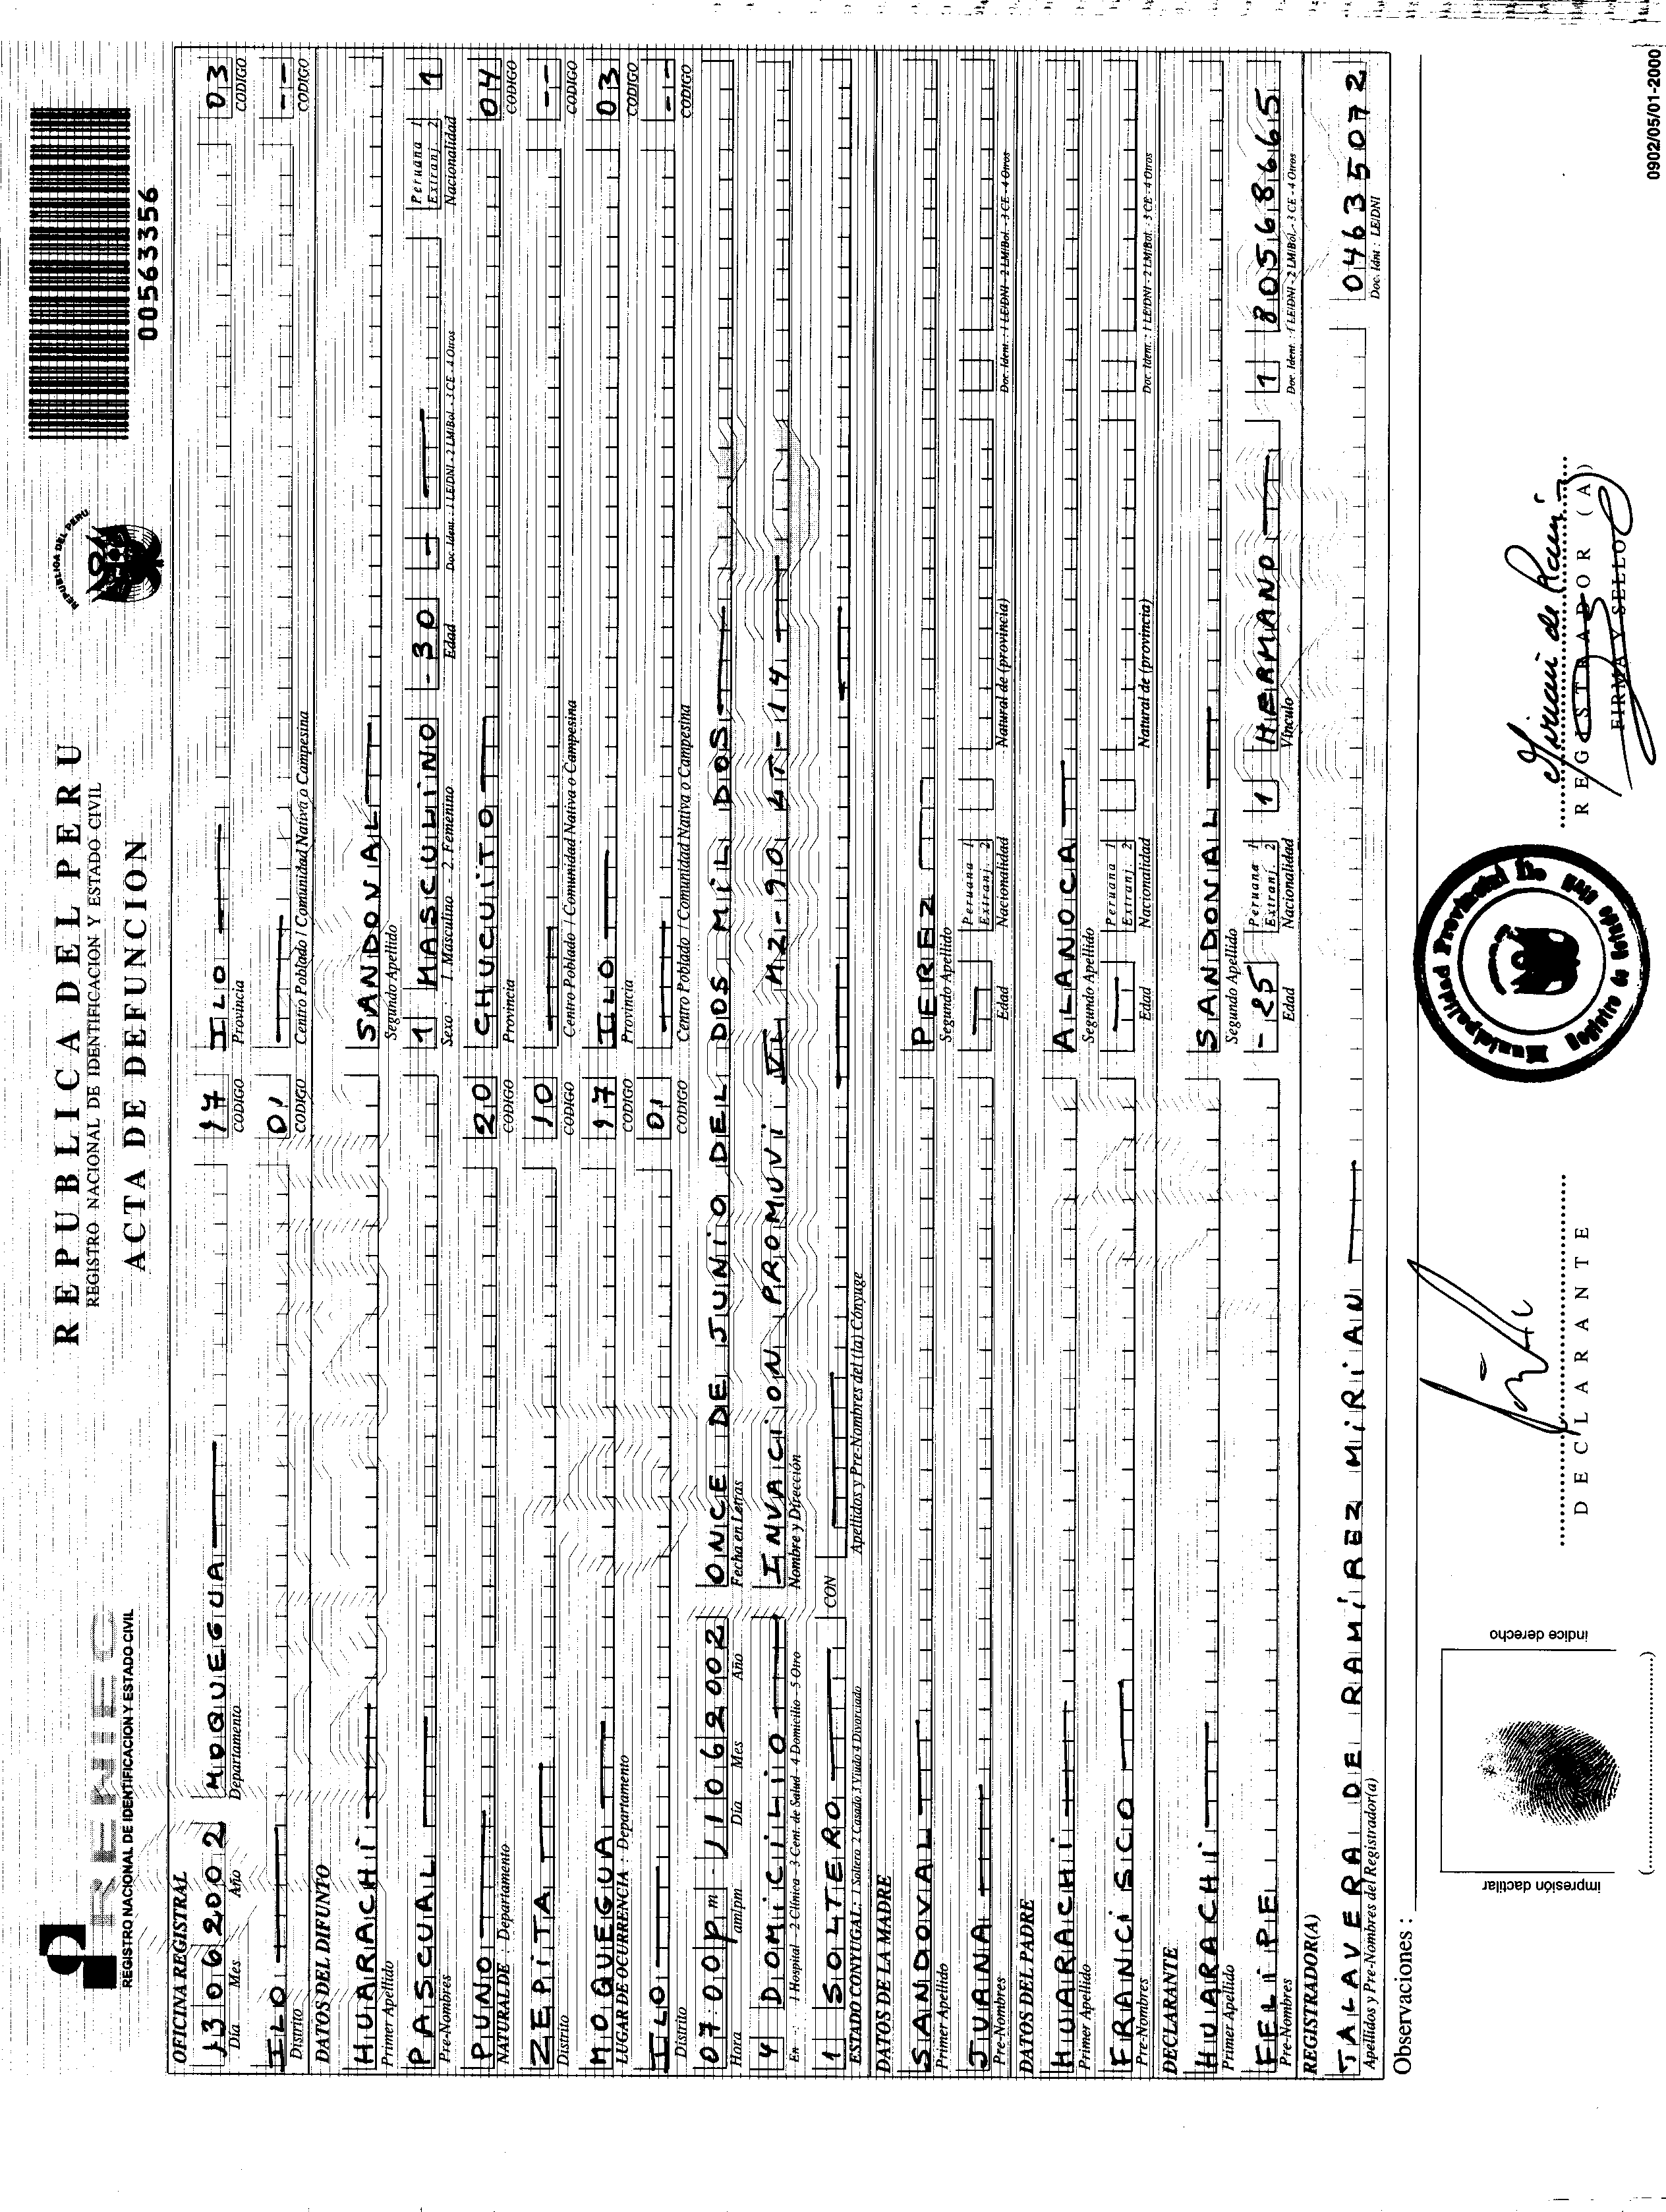 RENIEC
REGISTRO NACIONAL DE IDENTIFICACION Y ESTADO CIVIL
REPUBLICA DEL PERU
REGISTRO NACIONAL DE IDENTIFICACION Y ESTADO CIVIL
ACTA DE DEFUNCION
REPUBLICA DEL PERU
00563356
OFICINA REGISTRAL
13 06 2002 MOQUEGUA 17 ILO 03
Día Mes Año Departamento CODIGO Provincia CODIGO
ILO 01 --
Distrito CODIGO Centro Poblado / Comunidad Nativa o Campesina CODIGO
DATOS DEL DIFUNTO
HUARACHI SANDOVAL
Primer Apellido Segundo Apellido
PASCUAL 1 MASCULINO -30 - Peruana 1 Extranj. 2 1
Pre-Nombres Sexo : 1. Masculino - 2. Femenino Edad Doc. Ident. : 1 LE/DNI - 2 LM/Bol. - 3 CE - 4 Otros Nacionalidad
PUNO 20 CHUCUITO 04
NATURAL DE : Departamento CODIGO Provincia CODIGO
ZEPITA 10 --
Distrito CODIGO Centro Poblado / Comunidad Nativa o Campesina CODIGO
MOQUEGUA 17 ILO 03
LUGAR DE OCURRENCIA : Departamento CODIGO Provincia CODIGO
ILO 01 --
Distrito CODIGO Centro Poblado / Comunidad Nativa o Campesina CODIGO
07:00 pm 11 06 2002 ONCE DE JUNIO DEL DOS MIL DOS
Hora am/pm Día Mes Año Fecha en Letras
4 DOMICILIO INVACION PROMUVI VI MZ-90 LT-14
En : 1 Hospital - 2 Clínica - 3 Cent. de Salud - 4 Domicilio - 5 Otro Nombre y Dirección
1 SOLTERO CON
ESTADO CONYUGAL : 1 Soltero 2 Casado 3 Viudo 4 Divorciado Apellidos y Pre-Nombres del (la) Cónyuge
DATOS DE LA MADRE
SANDOVAL PEREZ
Primer Apellido Segundo Apellido
JUANA Peruana 1 Extranj. 2
Pre-Nombres Edad Nacionalidad Natural de (provincia) Doc. Ident. : 1 LE/DNI - 2 LM/Bol. - 3 CE - 4 Otros
DATOS DEL PADRE
HUARACHI ALANOCA
Primer Apellido Segundo Apellido
FRANCISCO Peruana 1 Extranj. 2
Pre-Nombres Edad Nacionalidad Natural de (provincia) Doc. Ident. : 1 LE/DNI - 2 LM/Bol. - 3 CE - 4 Otros
DECLARANTE
HUARACHI SANDOVAL
Primer Apellido Segundo Apellido
FELIPE -25 Peruana 1 Extranj. 2 1 HERMANO 1 80568665
Pre-Nombres Edad Nacionalidad Vínculo Doc. Ident. : 1 LE/DNI - 2 LM/Bol. - 3 CE - 4 Otros
REGISTRADOR(A)
TALAVERA DE RAMIREZ MIRIAN 04635072
Apellidos y Pre-Nombres del Registrador(a) Doc. Idnt : LE/DNI
Observaciones :
impresión dactilar
índice derecho
DECLARANTE
Municipalidad Provincial De
Registro de Estado Civil
REGISTRADOR (A)
FIRMA Y SELLO
0902/05/01-2000